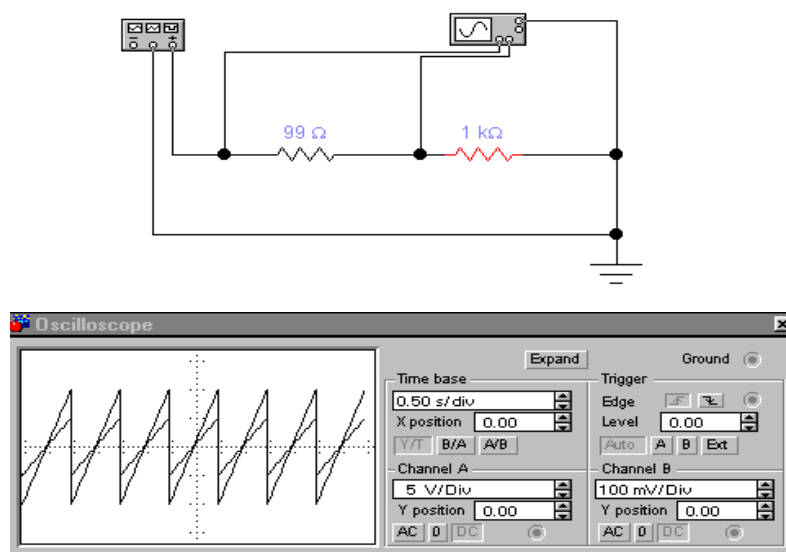 99 Ω
1 kΩ
Oscilloscope
Expand
Ground
Time base
0.50 s/div
X position 0.00
Y/T B/A A/B
Trigger
Edge
Level 0.00
Auto A B Ext
Channel A
5 V/Div
Y position 0.00
AC 0 DC
Channel B
100 mV/Div
Y position 0.00
AC 0 DC